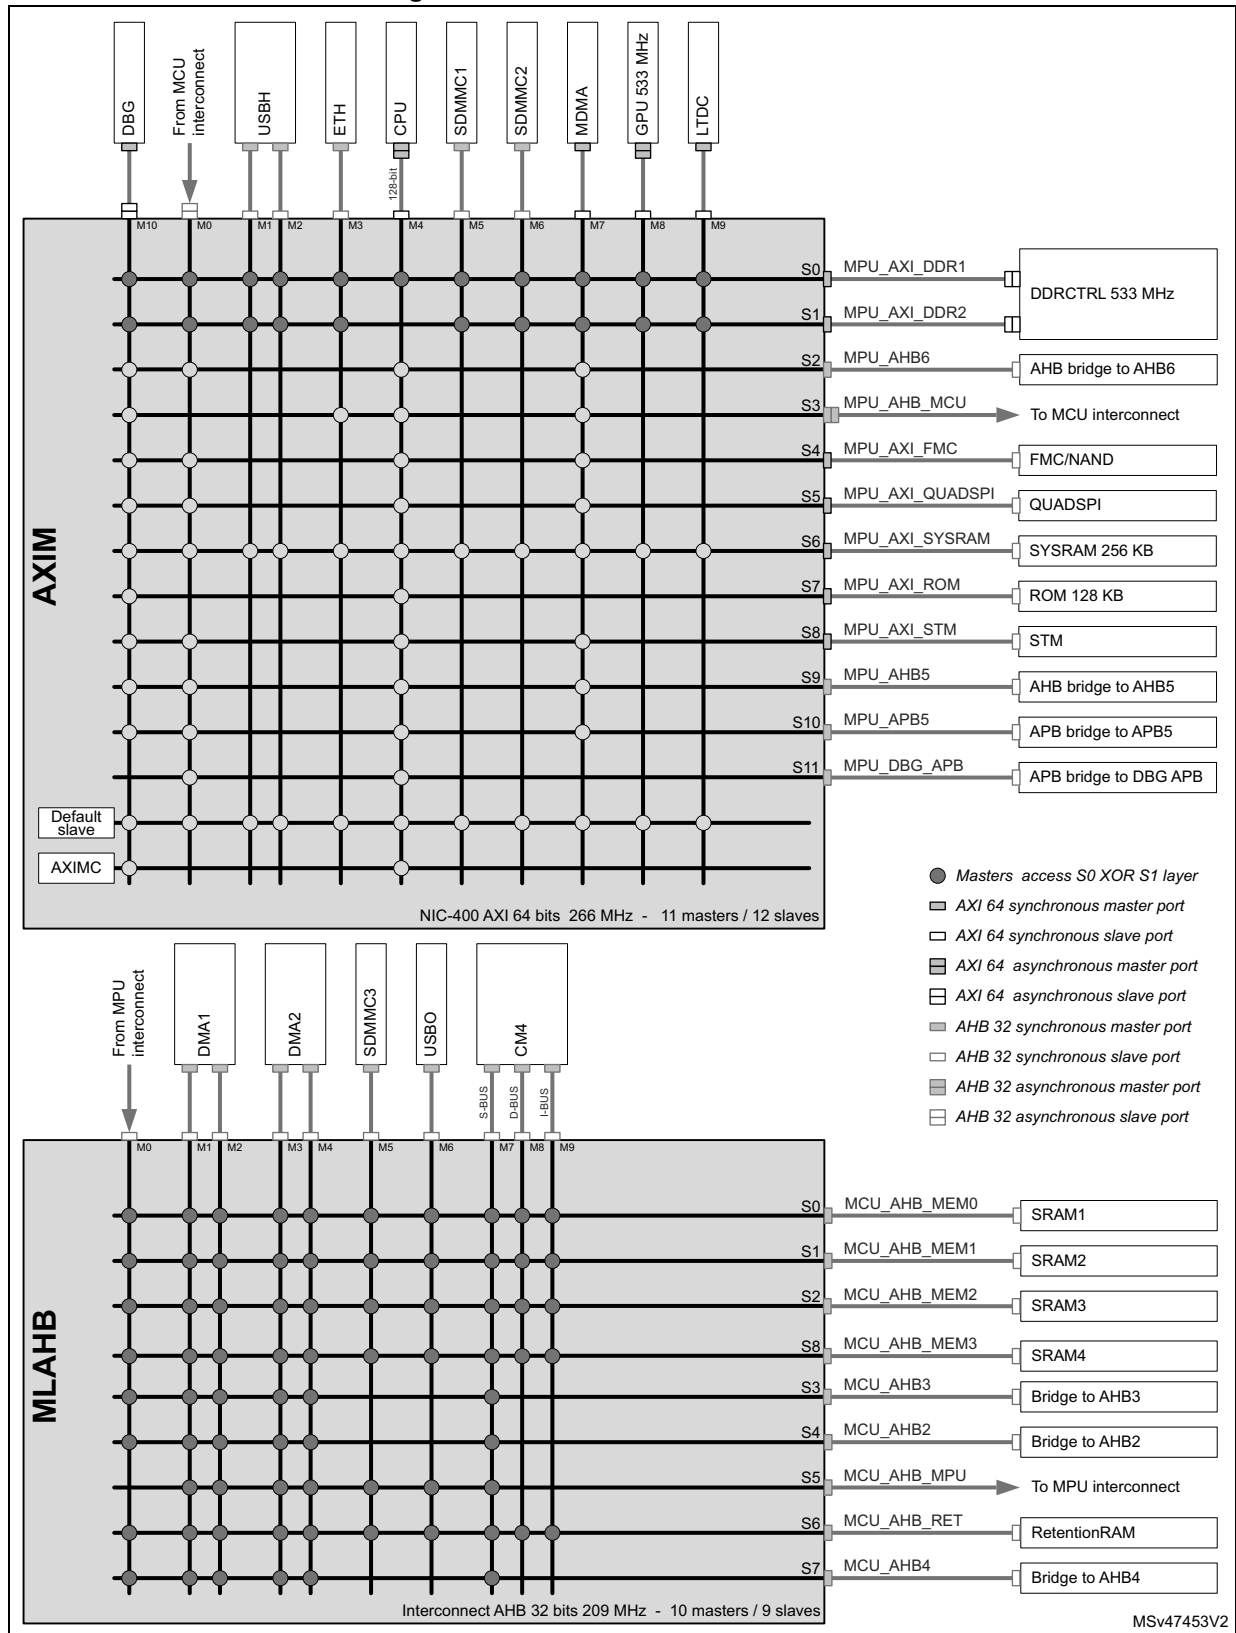 DBG
From MCU
interconnect
USBH
ETH
CPU
SDMMC1
SDMMC2
MDMA
GPU 533 MHz
LTDC
128-bit
M10
M0
M1
M2
M3
M4
M5
M6
M7
M8
M9
AXIM
S0 MPU_AXI_DDR1
DDRCTRL 533 MHz
S1 MPU_AXI_DDR2
S2 MPU_AHB6 AHB bridge to AHB6
S3 MPU_AHB_MCU To MCU interconnect
S4 MPU_AXI_FMC FMC/NAND
S5 MPU_AXI_QUADSPI QUADSPI
S6 MPU_AXI_SYSRAM SYSRAM 256 KB
S7 MPU_AXI_ROM ROM 128 KB
S8 MPU_AXI_STM STM
S9 MPU_AHB5 AHB bridge to AHB5
S10 MPU_APB5 APB bridge to APB5
S11 MPU_DBG_APB APB bridge to DBG APB
Default
slave
AXIMC
NIC-400 AXI 64 bits 266 MHz - 11 masters / 12 slaves
Masters access S0 XOR S1 layer
AXI 64 synchronous master port
AXI 64 synchronous slave port
AXI 64 asynchronous master port
AXI 64 asynchronous slave port
AHB 32 synchronous master port
AHB 32 synchronous slave port
AHB 32 asynchronous master port
AHB 32 asynchronous slave port
From MPU
interconnect
DMA1
DMA2
SDMMC3
USBO
CM4
S-BUS
D-BUS
I-BUS
M0
M1
M2
M3
M4
M5
M6
M7
M8
M9
MLAHB
S0 MCU_AHB_MEM0 SRAM1
S1 MCU_AHB_MEM1 SRAM2
S2 MCU_AHB_MEM2 SRAM3
S8 MCU_AHB_MEM3 SRAM4
S3 MCU_AHB3 Bridge to AHB3
S4 MCU_AHB2 Bridge to AHB2
S5 MCU_AHB_MPU To MPU interconnect
S6 MCU_AHB_RET RetentionRAM
S7 MCU_AHB4 Bridge to AHB4
Interconnect AHB 32 bits 209 MHz - 10 masters / 9 slaves
MSv47453V2